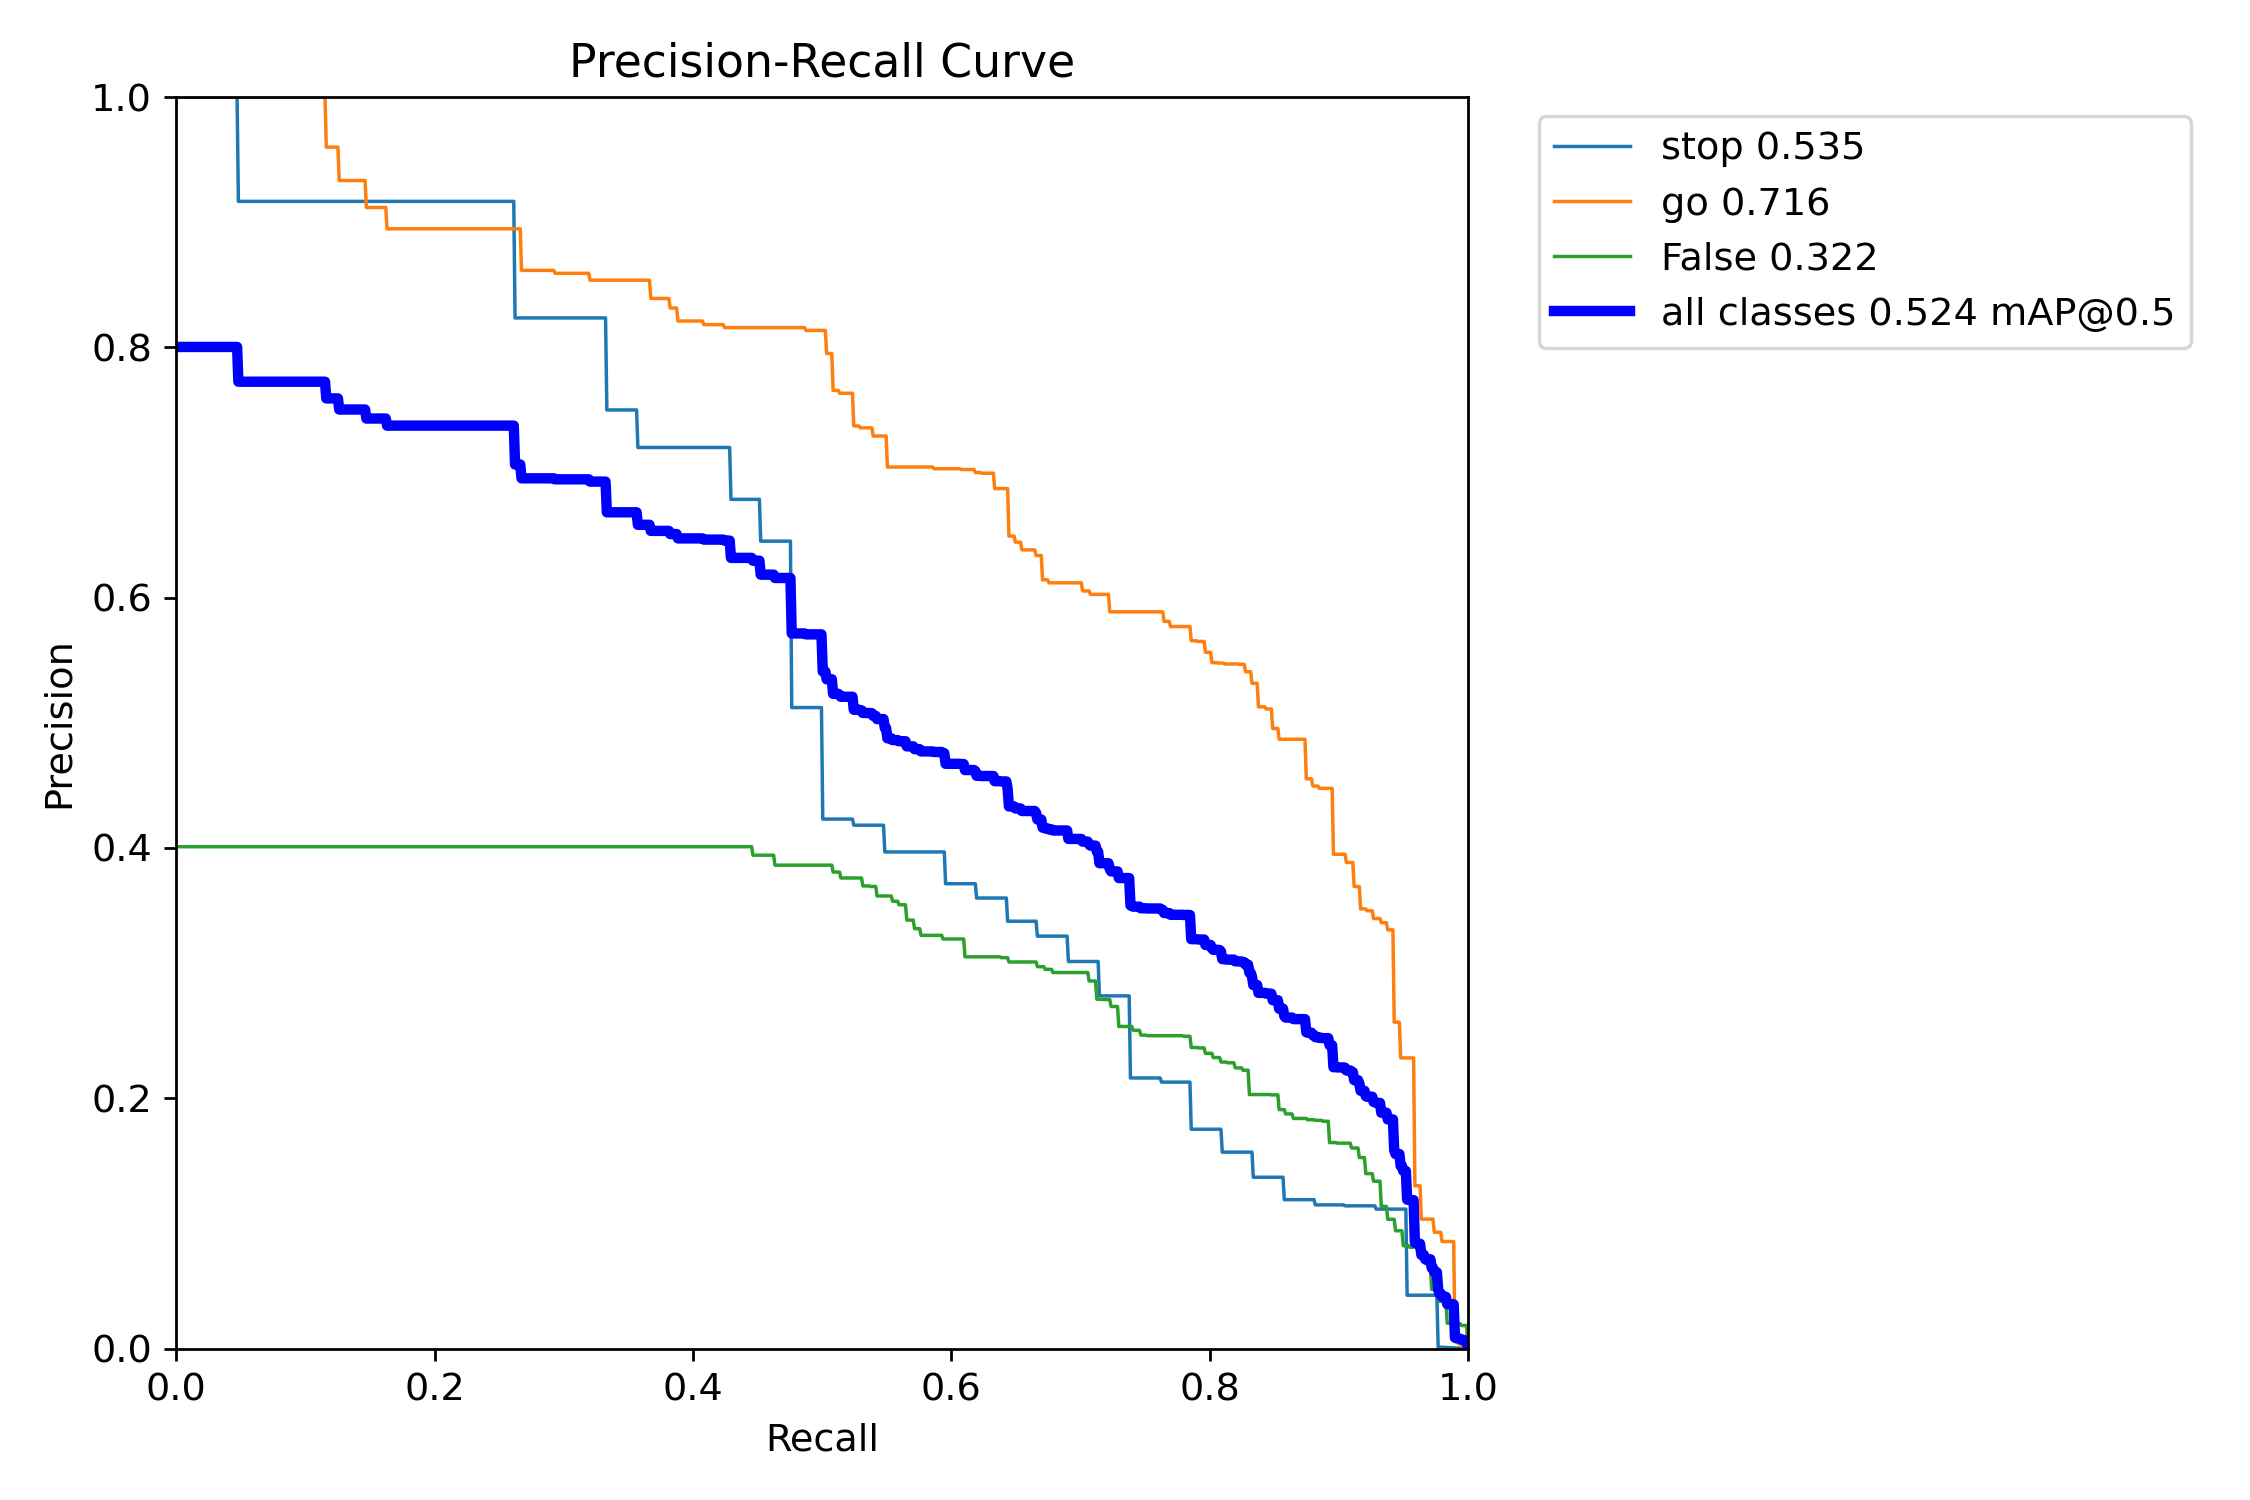 Precision-Recall Curve
1.0
0.8
0.6
0.4
0.2
0.0
Precision
0.0 0.2 0.4 0.6 0.8 1.0
Recall
stop 0.535
go 0.716
False 0.322
all classes 0.524 mAP@0.5